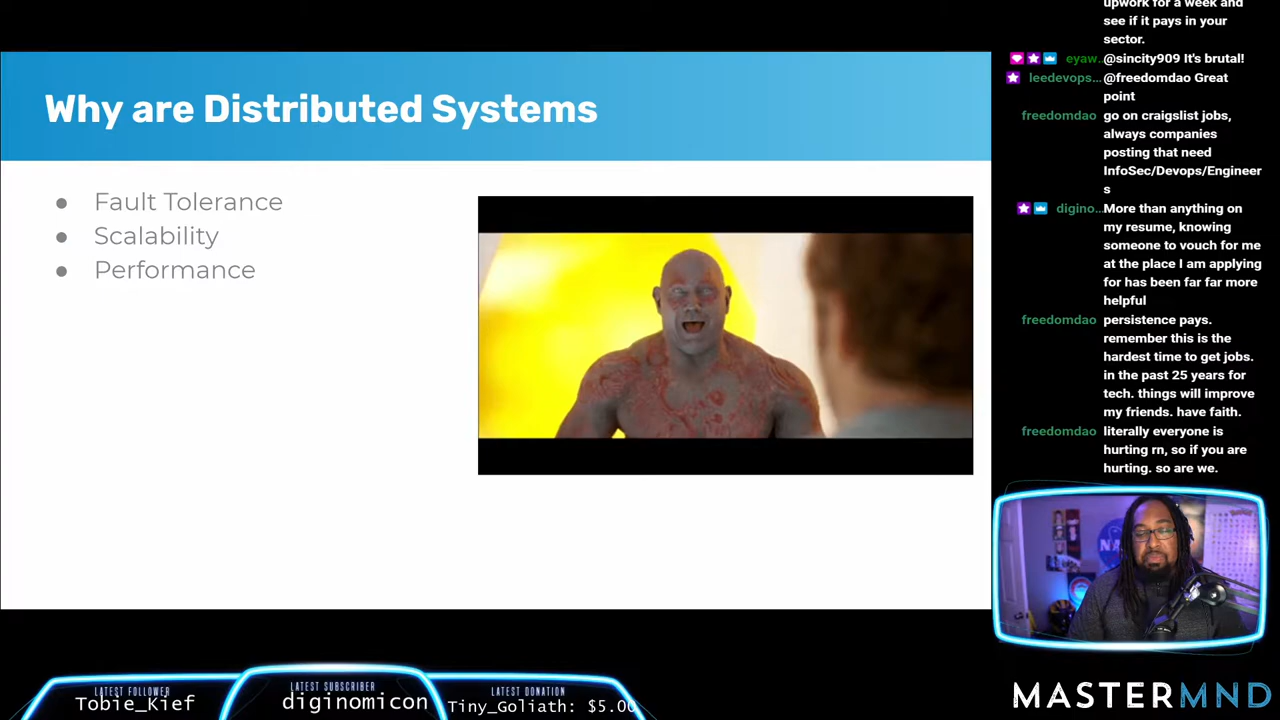 Why are Distributed Systems
● Fault Tolerance
● Scalability
● Performance
upwork for a week and
see if it pays in your
sector.
eyaw... @sincity909 It's brutal!
leedevops... @freedomdao Great
point
freedomdao go on craigslist jobs,
always companies
posting that need
InfoSec/Devops/Engineer
s
digino... More than anything on
my resume, knowing
someone to vouch for me
at the place I am applying
for has been far far more
helpful
freedomdao persistence pays.
remember this is the
hardest time to get jobs.
in the past 25 years for
tech. things will improve
my friends. have faith.
freedomdao literally everyone is
hurting rn, so if you are
hurting. so are we.
LATEST FOLLOWER
Tobie_Kief
LATEST SUBSCRIBER
diginomicon
LATEST DONATION
Tiny_Goliath: $5.00
MASTERMND